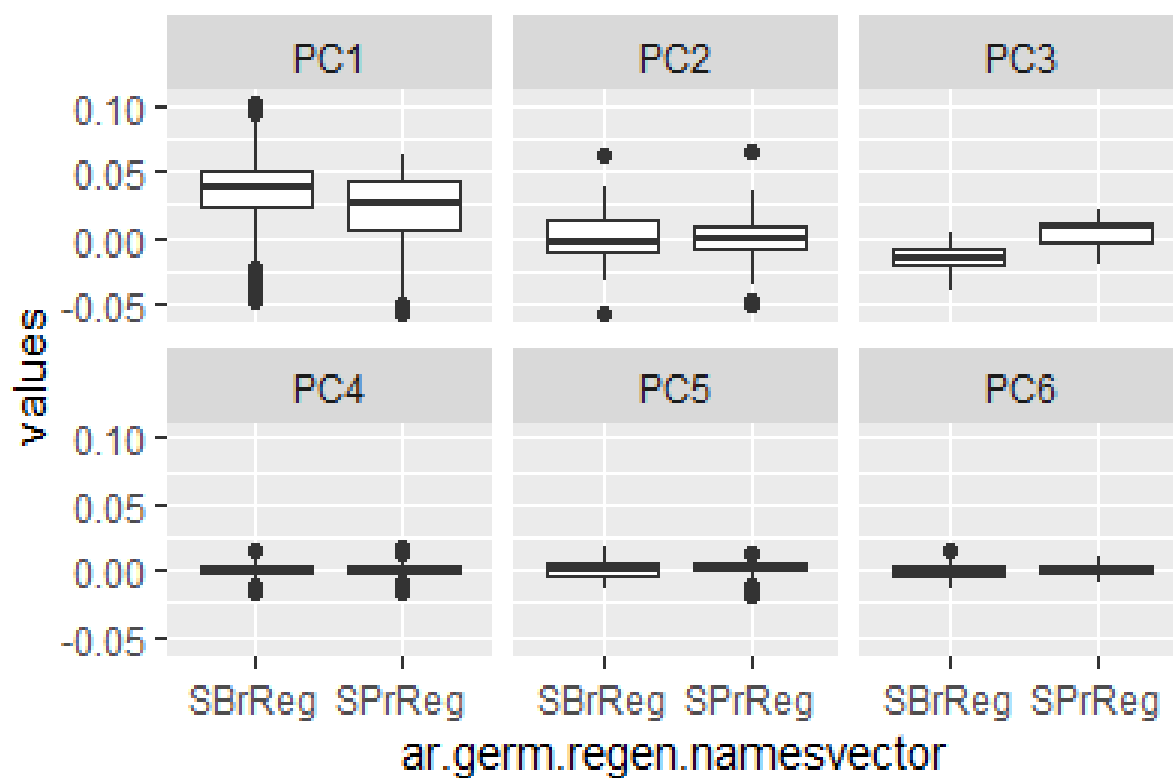 PC1 PC2 PC3
0.10
0.05
0.00
-0.05
values
PC4 PC5 PC6
0.10
0.05
0.00
-0.05
SBrReg SPrReg SBrReg SPrReg SBrReg SPrReg
ar.germ.regen.namesvector